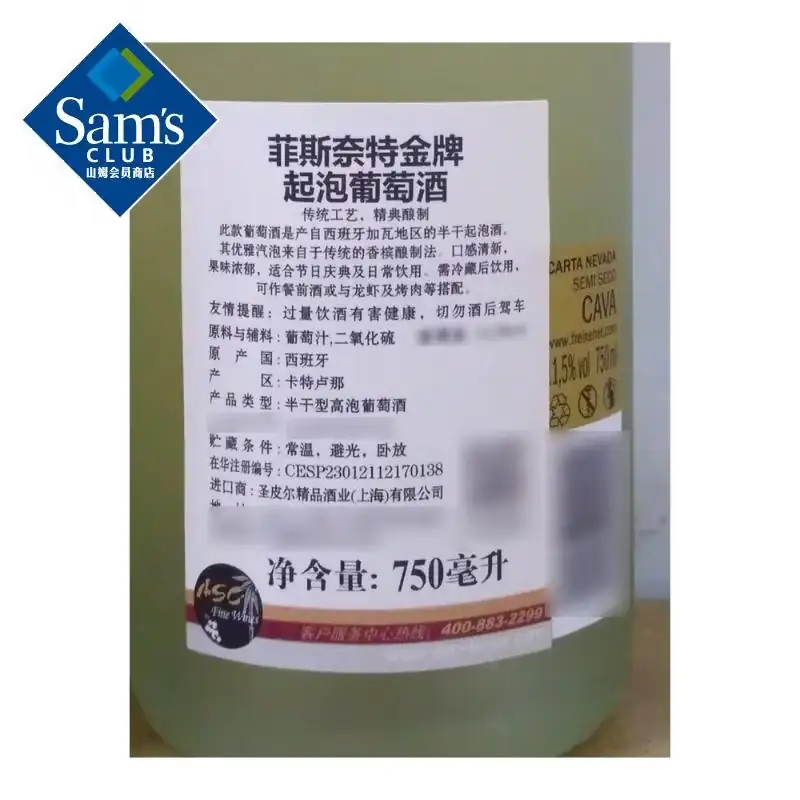 Sam's
CLUB
山姆会员商店
菲斯奈特金牌
起泡葡萄酒
传统工艺，精典酿制
此款葡萄酒是产自西班牙加瓦地区的半干起泡酒。
其优雅汽泡来自于传统的香槟酿制法。口感清新，
果味浓郁，适合节日庆典及日常饮用。需冷藏后饮用，
可作餐前酒或与龙虾及烤肉等搭配。
友情提醒：过量饮酒有害健康，切勿酒后驾车
原料与辅料：葡萄汁,二氧化硫
原 产 国：西班牙
产 区：卡特卢那
产品类型：半干型高泡葡萄酒
贮藏条件：常温，避光，卧放
在华注册编号：CESP23012112170138
进口商：圣皮尔精品酒业(上海)有限公司
净含量：750毫升
ASC
Fine Wines
客户服务中心热线：400-883-2299
CARTA NEVADA
SEMI SECO
CAVA
www.freixenet.com
1,5% vol 750 ml